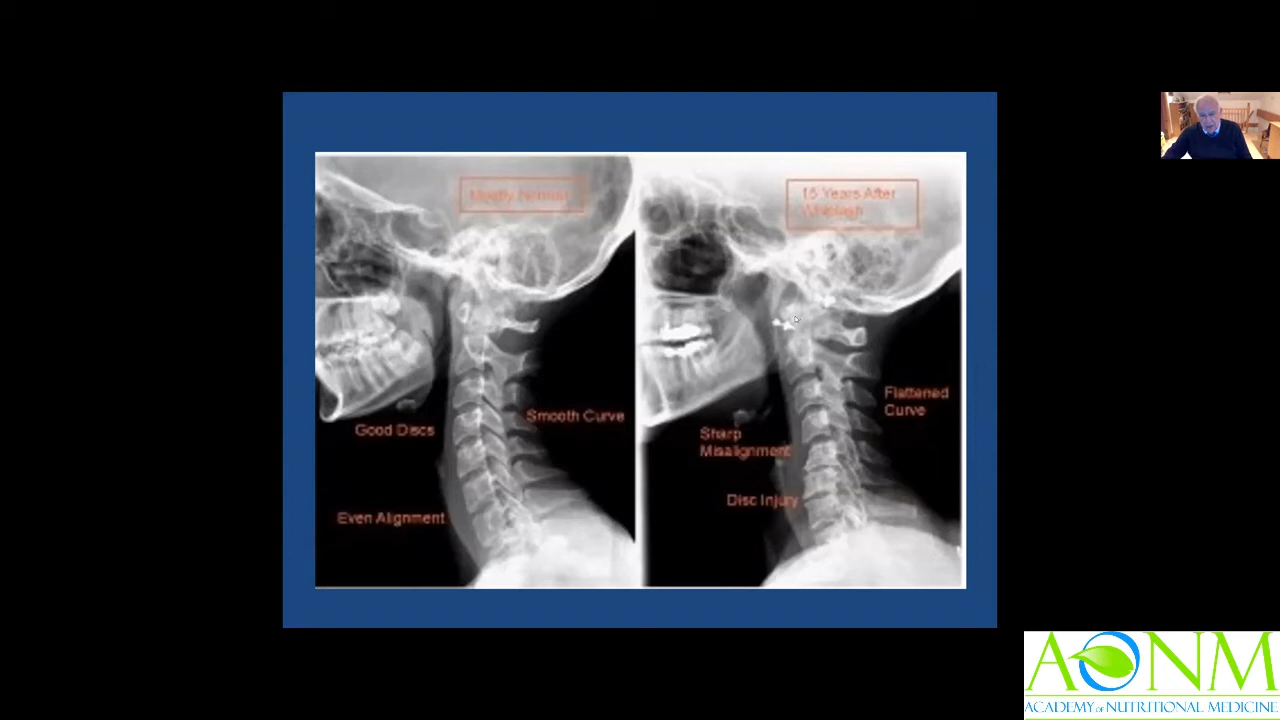 Mostly Normal
15 Years After
Whiplash
Flattened
Curve
Smooth Curve
Good Discs
Sharp
Misalignment
Disc Injury
Even Alignment
AONM
ACADEMY of NUTRITIONAL MEDICINE